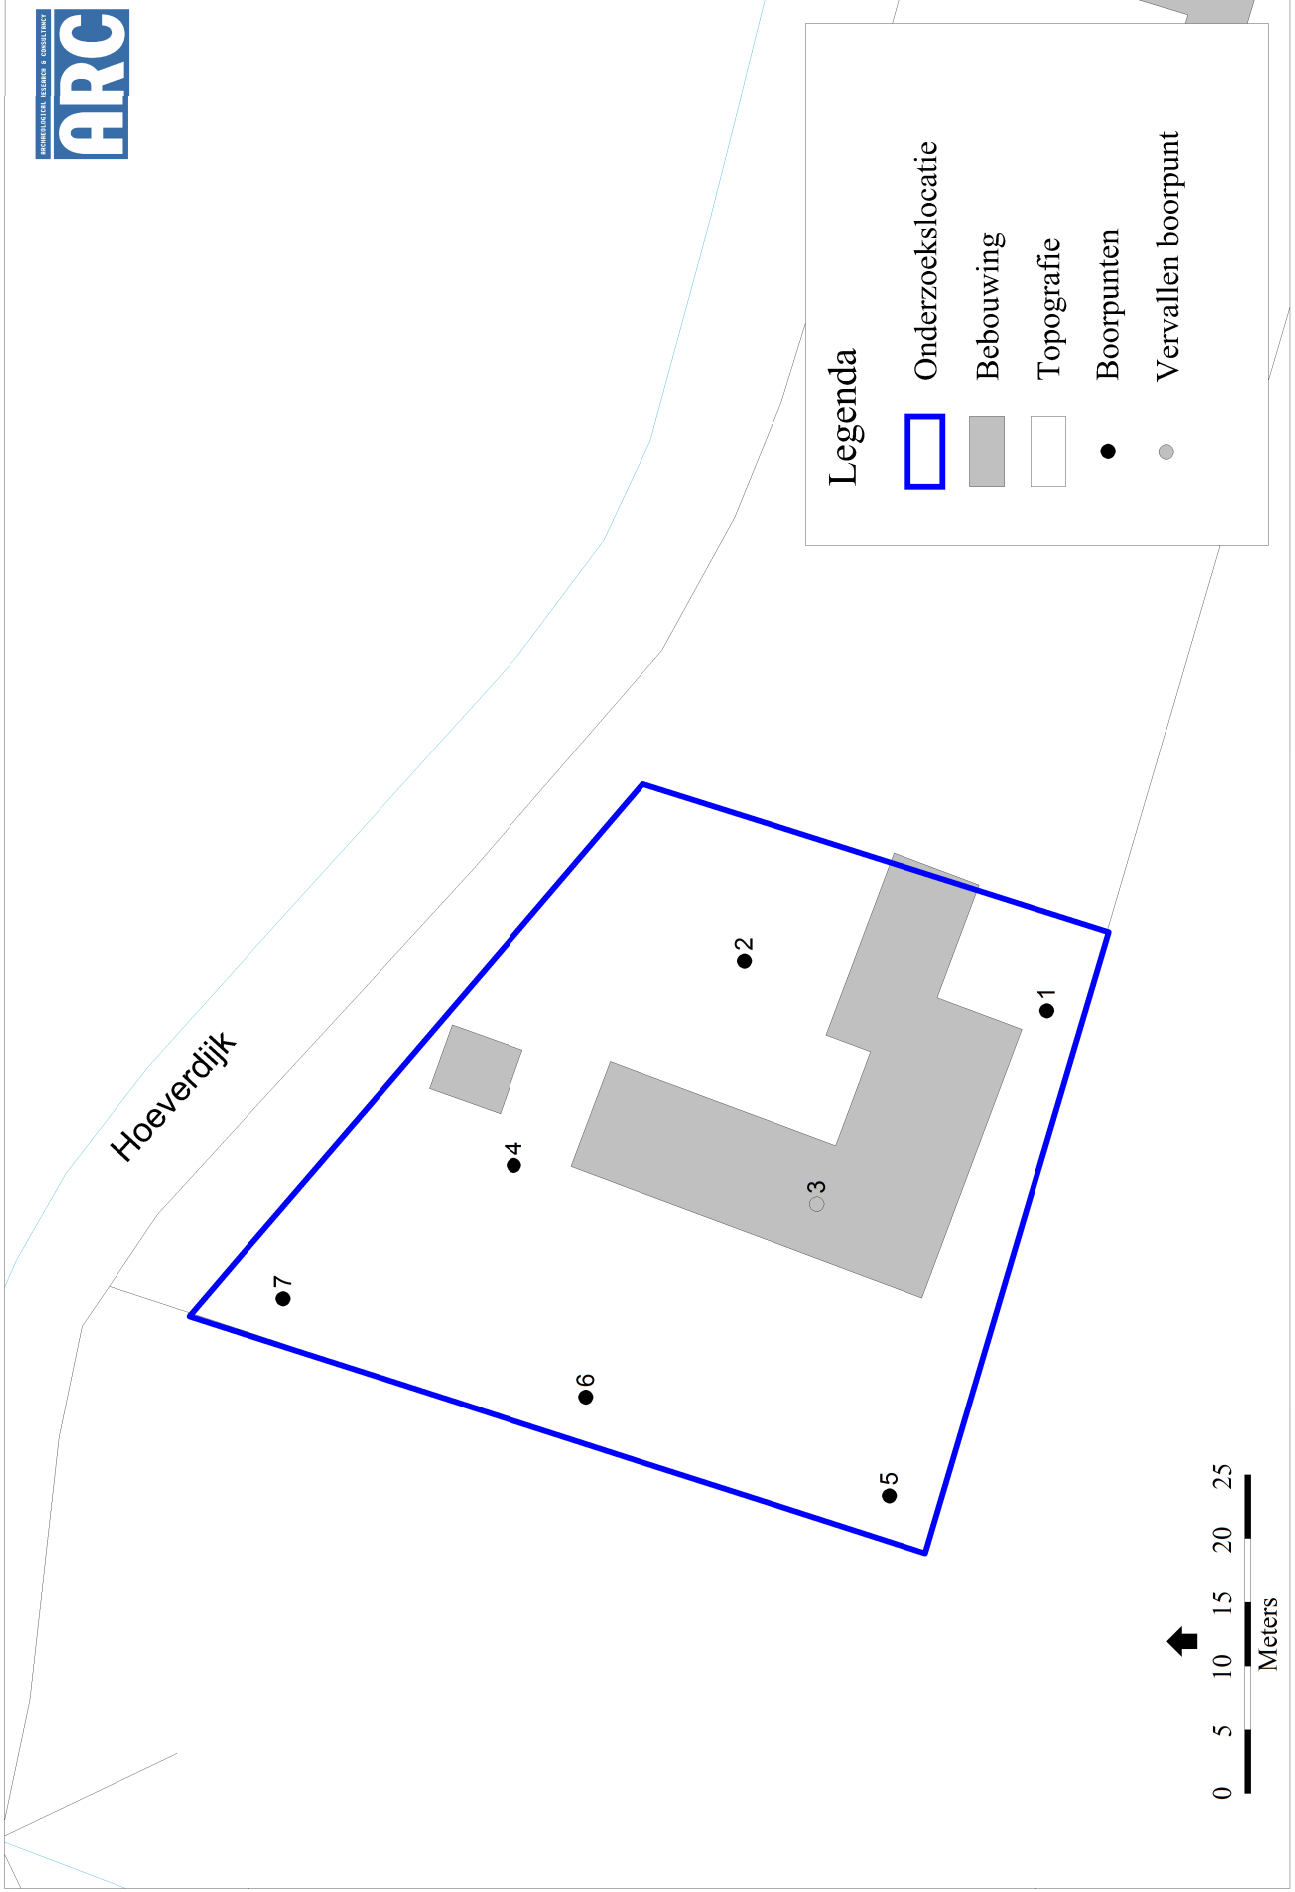 ARCHAEOLOGICAL RESEARCH & CONSULTANCY
ARC
Hoeverdijk
7
4
6
2
3
5
1
Legenda
Onderzoekslocatie
Bebouwing
Topografie
Boorpunten
Vervallen boorpunt
0 5 10 15 20 25
Meters